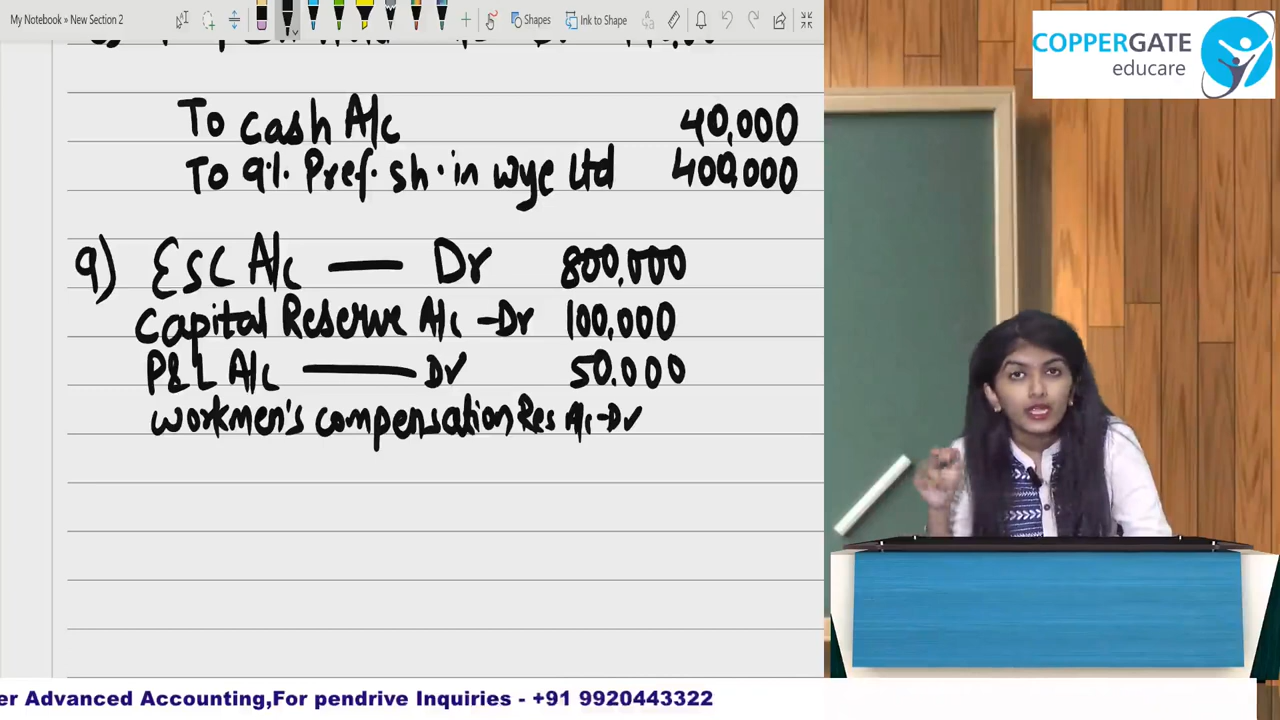 My Notebook » New Section 2
Shapes
Ink to Shape
COPPERGATE
educare
To cash A/c 40,000
To 9%. Pref. sh. in Wye Ltd 400,000
9) ESC A/c — Dr 800,000
Capital Reserve A/c - Dr 100,000
P&L A/c — Dr 50,000
workmen's compensation Res A/c - Dr
er Advanced Accounting,For pendrive Inquiries - +91 9920443322